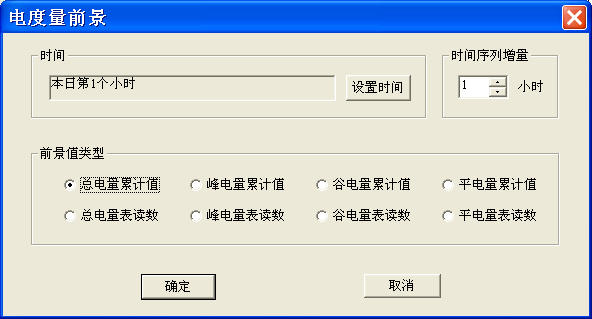 电度量前景
时间
时间序列增量
本日第1个小时
设置时间
1
小时
前景值类型
总电量累计值
峰电量累计值
谷电量累计值
平电量累计值
总电量表读数
峰电量表读数
谷电量表读数
平电量表读数
确定
取消